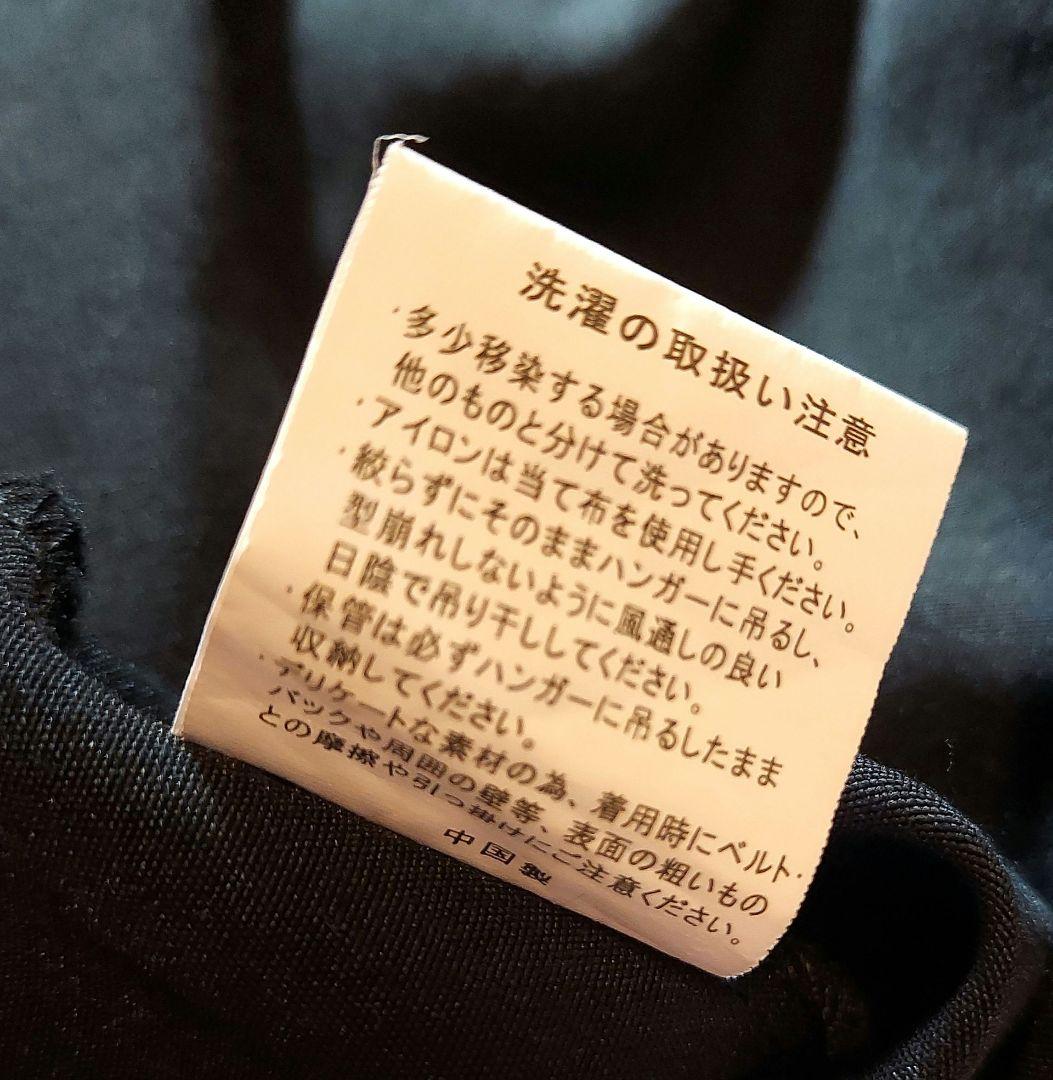 洗濯の取扱い注意
・多少移染する場合がありますので、
他のものと分けて洗ってください。
・アイロンは当て布を使用し手ください。
・絞らずにそのままハンガーに吊るし、
型崩れしないように風通しの良い
日陰で吊り干ししてください。
・保管は必ずハンガーに吊るしたまま
収納してください。
・デリケートな素材の為、着用時にベルト・
バックや周囲の壁等、表面の粗いもの
との摩擦や引っ掛けにご注意ください。
中国製